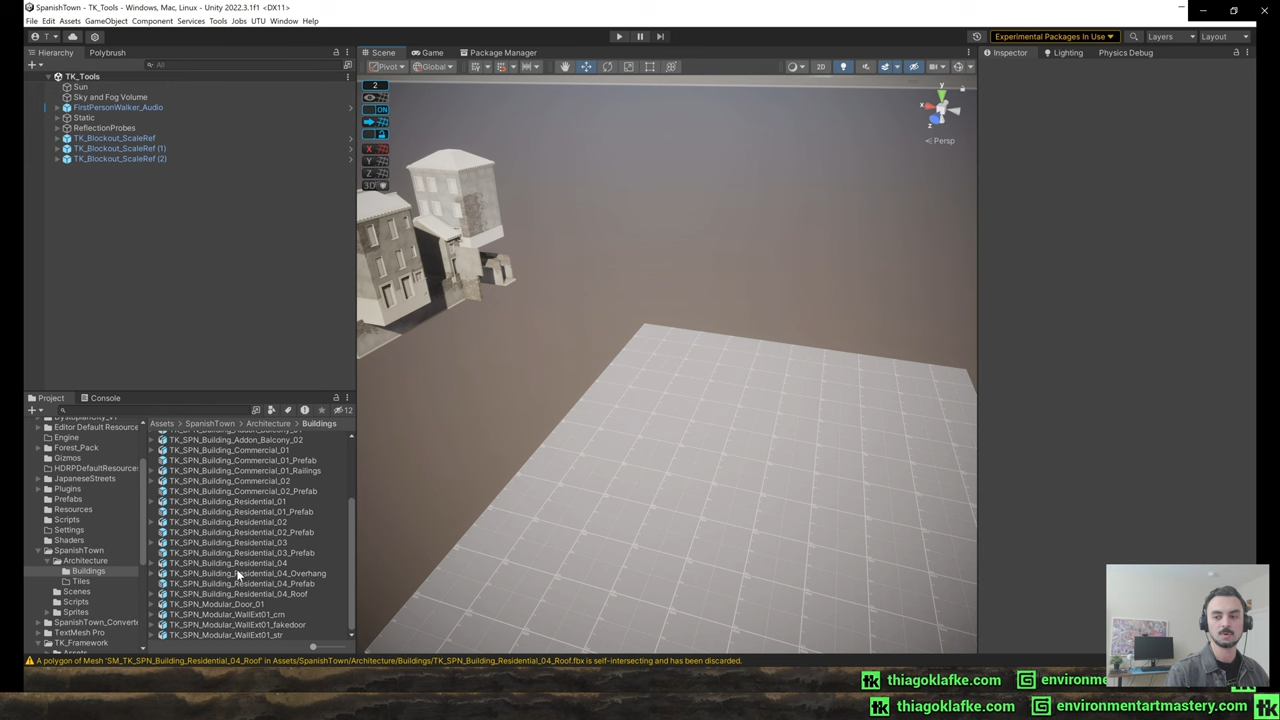 SpanishTown - TK_Tools - Windows, Mac, Linux - Unity 2022.3.1f1 <DX11>
File Edit Assets GameObject Component Services Tools Jobs UTU Window Help
T
Experimental Packages In Use
Layers
Layout
Hierarchy
Polybrush
Scene
Game
Package Manager
Inspector
Lighting
Physics Debug
All
Pivot
Global
2D
TK_Tools
Sun
Sky and Fog Volume
FirstPersonWalker_Audio
Static
ReflectionProbes
TK_Blockout_ScaleRef
TK_Blockout_ScaleRef (1)
TK_Blockout_ScaleRef (2)
2
ON
X
Y
Z
3D
y
x
z
Persp
Project
Console
12
Editor Default Resource
Engine
Forest_Pack
Gizmos
HDRPDefaultResources
JapaneseStreets
Plugins
Prefabs
Resources
Scripts
Settings
Shaders
SpanishTown
Architecture
Buildings
Tiles
Scenes
Scripts
Sprites
SpanishTown_Converte
TextMesh Pro
TK_Framework
Assets > SpanishTown > Architecture > Buildings
TK_SPN_Building_Addon_Balcony_02
TK_SPN_Building_Commercial_01
TK_SPN_Building_Commercial_01_Prefab
TK_SPN_Building_Commercial_01_Railings
TK_SPN_Building_Commercial_02
TK_SPN_Building_Commercial_02_Prefab
TK_SPN_Building_Residential_01
TK_SPN_Building_Residential_01_Prefab
TK_SPN_Building_Residential_02
TK_SPN_Building_Residential_02_Prefab
TK_SPN_Building_Residential_03
TK_SPN_Building_Residential_03_Prefab
TK_SPN_Building_Residential_04
TK_SPN_Building_Residential_04_Overhang
TK_SPN_Building_Residential_04_Prefab
TK_SPN_Building_Residential_04_Roof
TK_SPN_Modular_Door_01
TK_SPN_Modular_WallExt01_crn
TK_SPN_Modular_WallExt01_fakedoor
TK_SPN_Modular_WallExt01_str
A polygon of Mesh 'SM_TK_SPN_Building_Residential_04_Roof' in Assets/SpanishTown/Architecture/Buildings/TK_SPN_Building_Residential_04_Roof.fbx is self-intersecting and has been discarded.
thiagoklafke.com
thiagoklafke.com
environmentartmastery.com